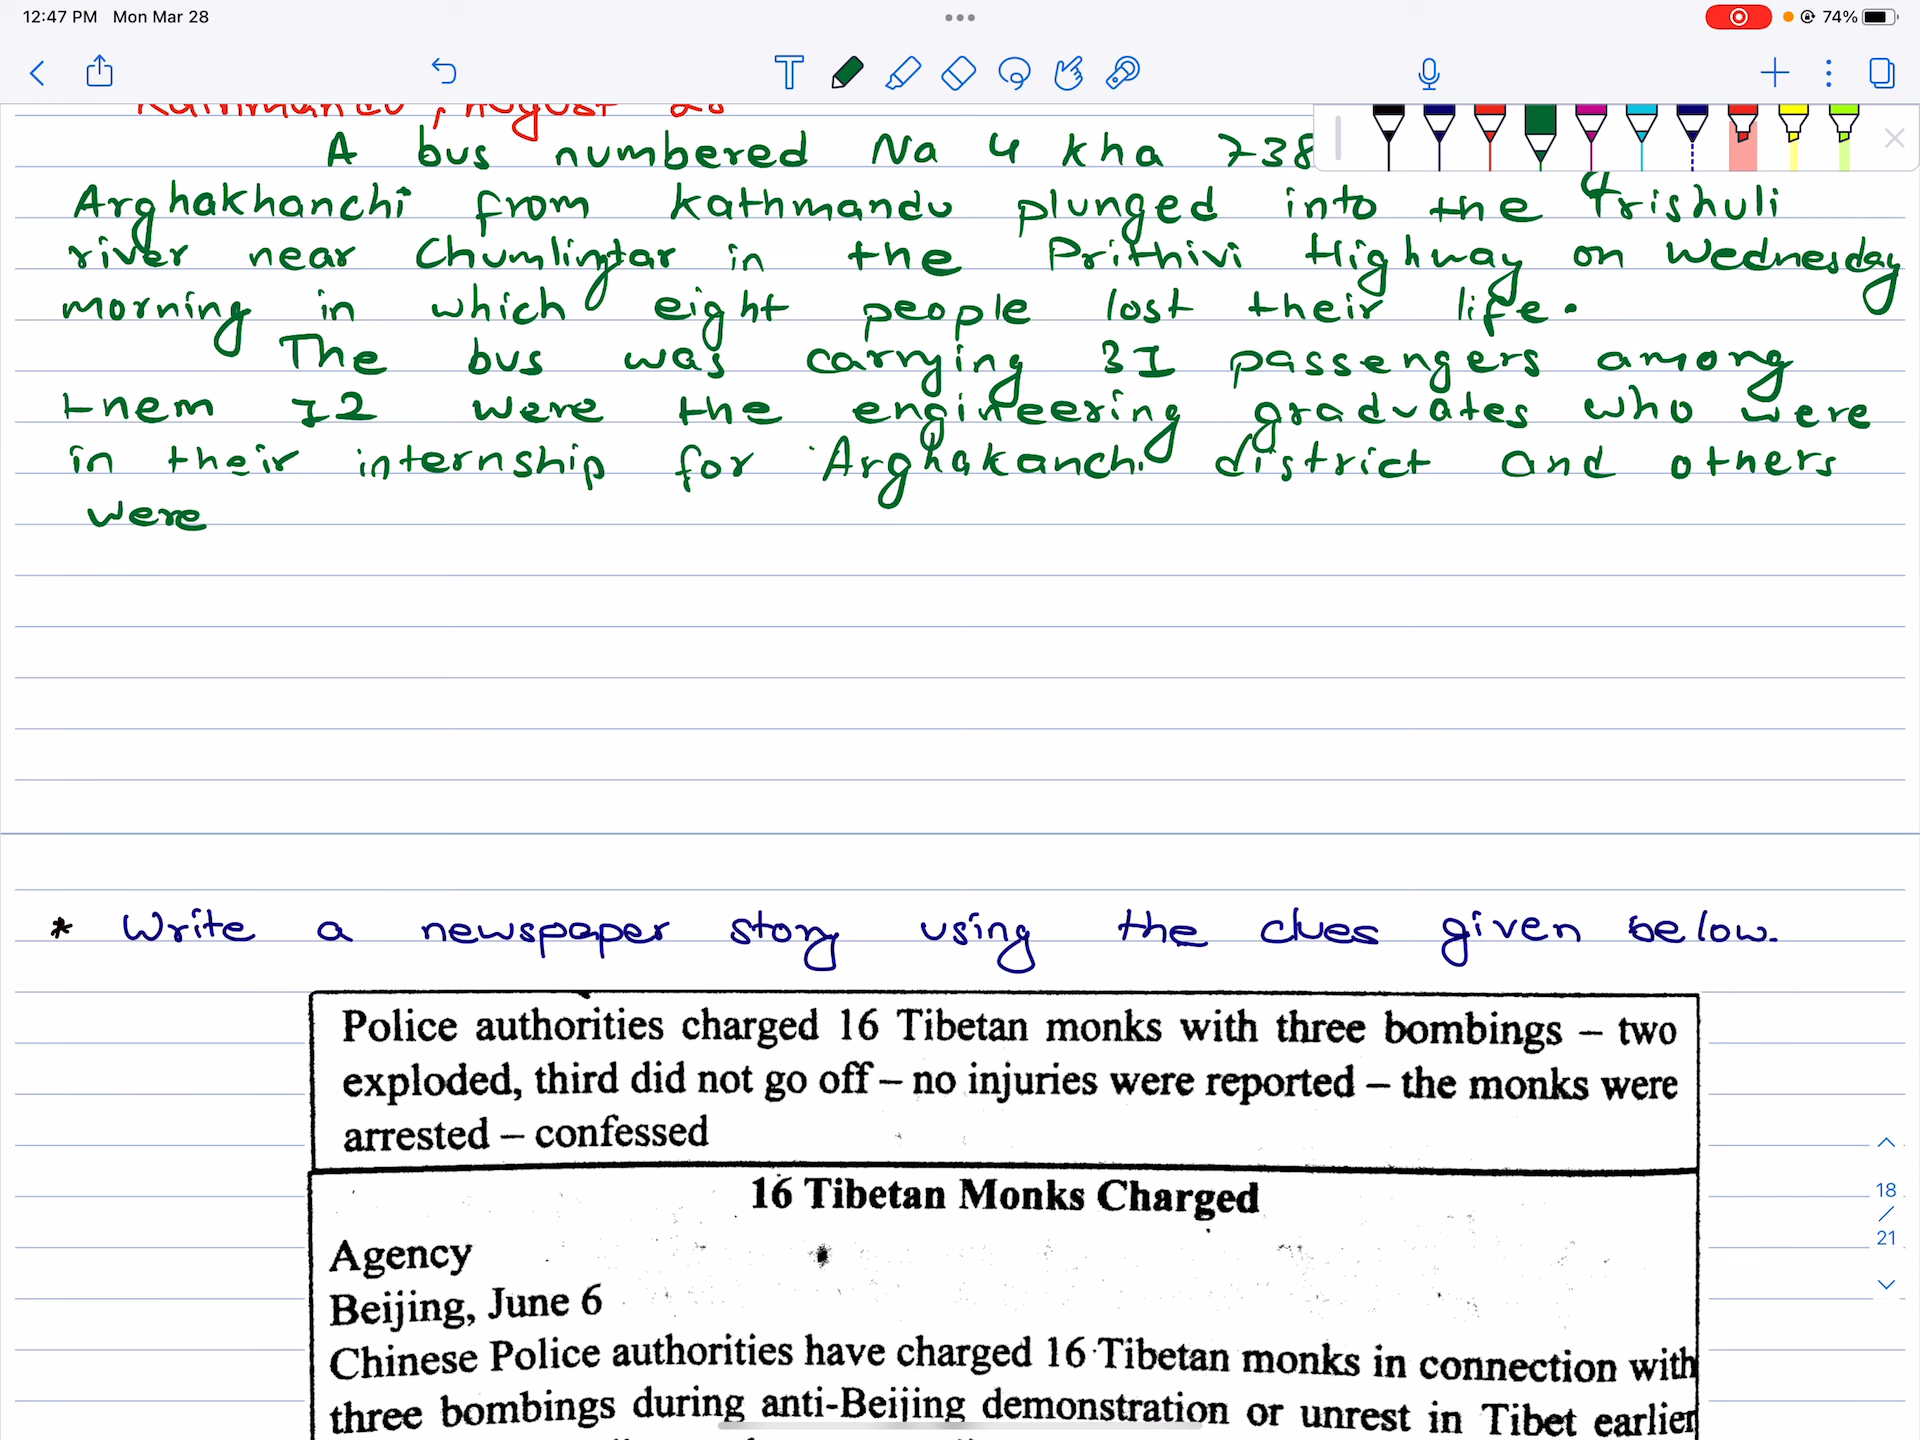 12:47 PM Mon Mar 28
74%
Kathmandu, August 28
A bus numbered Na 4 kha 738
Arghakhanchi from kathmandu plunged into the Trishuli
river near Chumlingtar in the Prithivi Highway on Wednesday
morning in which eight people lost their life.
The bus was carrying 31 passengers among
them 12 were the engineering graduates who were
in their internship for Arghakanchi district and others
were
* Write a newspaper story using the clues given below.
Police authorities charged 16 Tibetan monks with three bombings – two
exploded, third did not go off – no injuries were reported – the monks were
arrested – confessed
16 Tibetan Monks Charged
Agency
Beijing, June 6
Chinese Police authorities have charged 16 Tibetan monks in connection with
three bombings during anti-Beijing demonstration or unrest in Tibet earlier
18
/
21